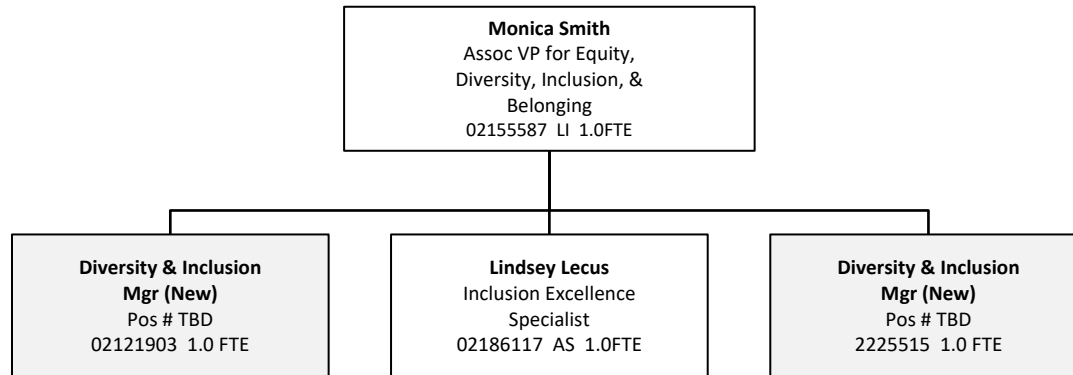 Monica Smith
Assoc VP for Equity,
Diversity, Inclusion, &
Belonging
02155587 LI 1.0FTE
Diversity & Inclusion
Mgr (New)
Pos # TBD
02121903 1.0 FTE
Lindsey Lecus
Inclusion Excellence
Specialist
02186117 AS 1.0FTE
Diversity & Inclusion
Mgr (New)
Pos # TBD
2225515 1.0 FTE